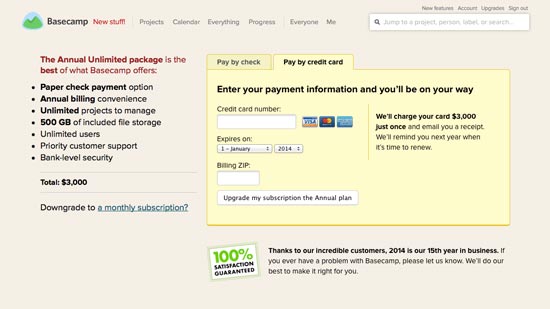 New features Account Upgrades Sign out
Basecamp New stuff! Projects Calendar Everything Progress Everyone Me
Jump to a project, person, label, or search...
The Annual Unlimited package is the
best of what Basecamp offers:
Paper check payment option
Annual billing convenience
Unlimited projects to manage
500 GB of included file storage
Unlimited users
Priority customer support
Bank-level security
Total: $3,000
Downgrade to a monthly subscription?
Pay by check
Pay by credit card
Enter your payment information and you'll be on your way
Credit card number:
VISA
Expires on:
1 – January 2014
Billing ZIP:
Upgrade my subscription the Annual plan
We'll charge your card $3,000
just once and email you a receipt.
We'll remind you next year when
it's time to renew.
100%
SATISFACTION
GUARANTEED
Thanks to our incredible customers, 2014 is our 15th year in business. If
you ever have a problem with Basecamp, please let us know. We'll do our
best to make it right for you.